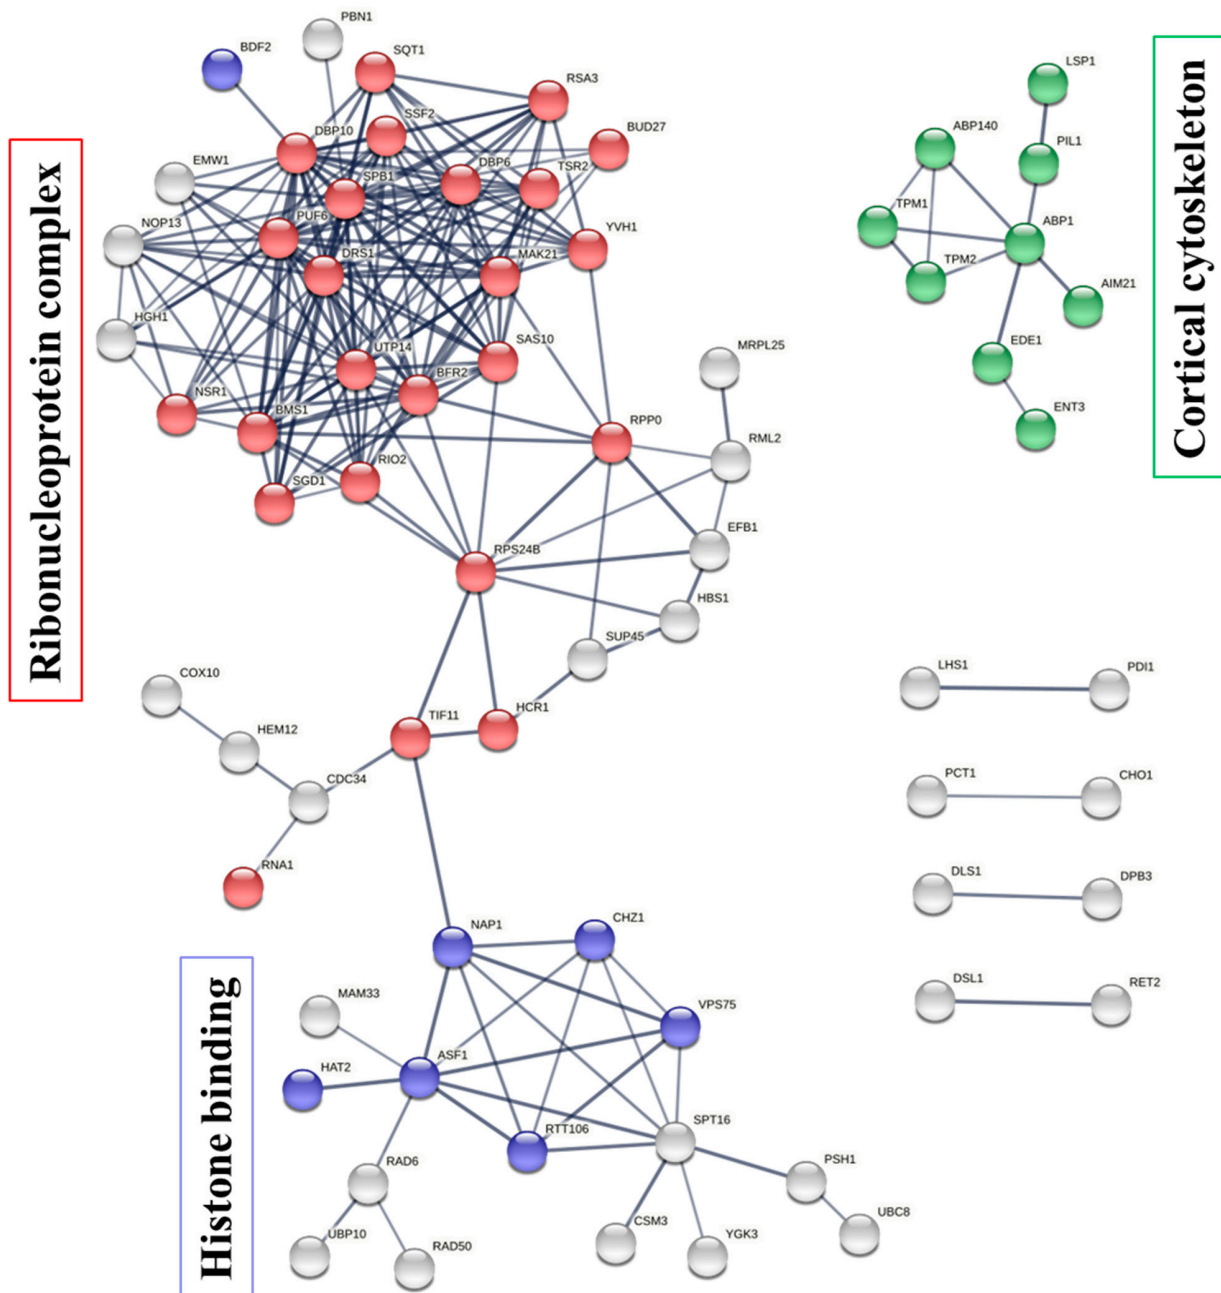 PBN1
BDF2
SQT1
RSA3
LSP1
SSF2
BUD27
ABP140
DBP10
PIL1
EMW1
DBP6
TSR2
SPB1
TPM1
NOP13
PUF6
YVH1
ABP1
DRS1
MAK21
TPM2
AIM21
HGH1
UTP14
SAS10
EDE1
MRPL25
BFR2
NSR1
BMS1
ENT3
RPP0
RML2
RIO2
SGD1
EFB1
RPS24B
HBS1
SUP45
COX10
LHS1
PDI1
TIF11
HCR1
HEM12
CDC34
PCT1
CHO1
RNA1
DLS1
DPB3
NAP1
CHZ1
DSL1
RET2
MAM33
VPS75
ASF1
HAT2
SPT16
RTT106
RAD6
PSH1
UBP10
CSM3
YGK3
UBC8
RAD50
Ribonucleoprotein complex
Cortical cytoskeleton
Histone binding